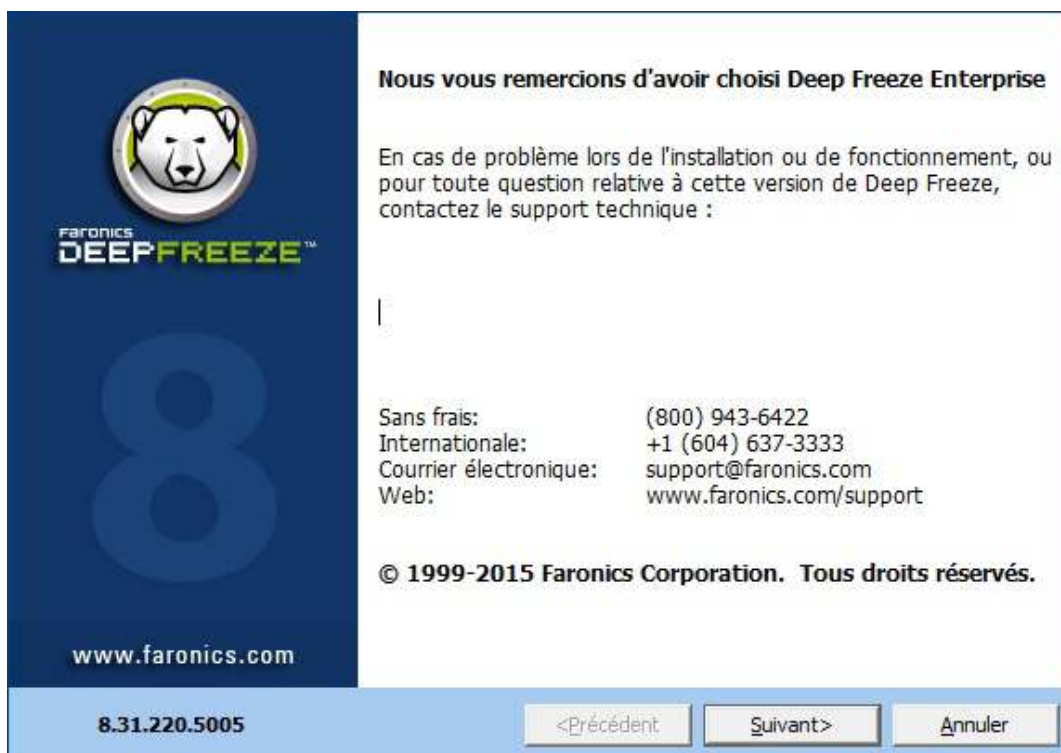 Faronics
DEEPFREEZE™
8
www.faronics.com
Nous vous remercions d'avoir choisi Deep Freeze Enterprise
En cas de problème lors de l'installation ou de fonctionnement, ou
pour toute question relative à cette version de Deep Freeze,
contactez le support technique :
Sans frais: (800) 943-6422
Internationale: +1 (604) 637-3333
Courrier électronique: support@faronics.com
Web: www.faronics.com/support
© 1999-2015 Faronics Corporation. Tous droits réservés.
8.31.220.5005 <Précédent Suivant> Annuler